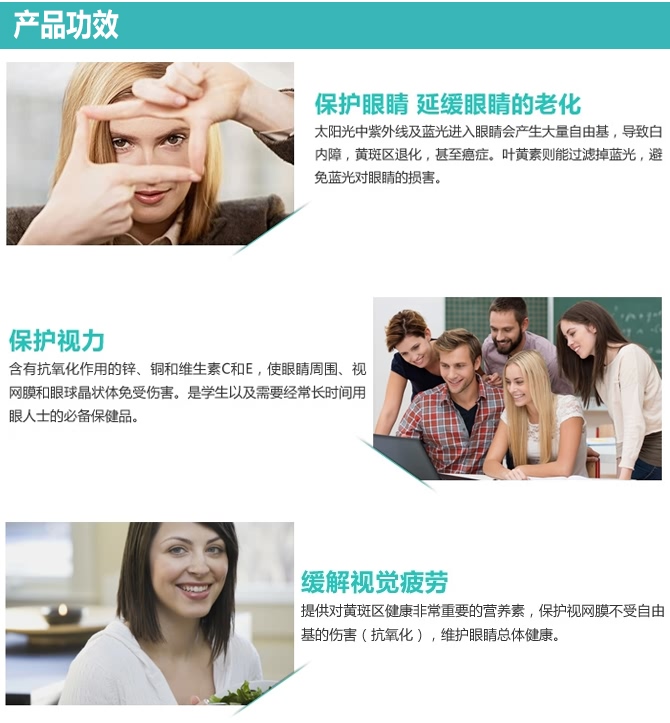 产品功效
保护眼睛 延缓眼睛的老化
太阳光中紫外线及蓝光进入眼睛会产生大量自由基，导致白
内障，黄斑区退化，甚至癌症。叶黄素则能过滤掉蓝光，避
免蓝光对眼睛的损害。
保护视力
含有抗氧化作用的锌、铜和维生素C和E，使眼睛周围、视
网膜和眼球晶状体免受伤害。是学生以及需要经常长时间用
眼人士的必备保健品。
缓解视觉疲劳
提供对黄斑区健康非常重要的营养素，保护视网膜不受自由
基的伤害（抗氧化），维护眼睛总体健康。